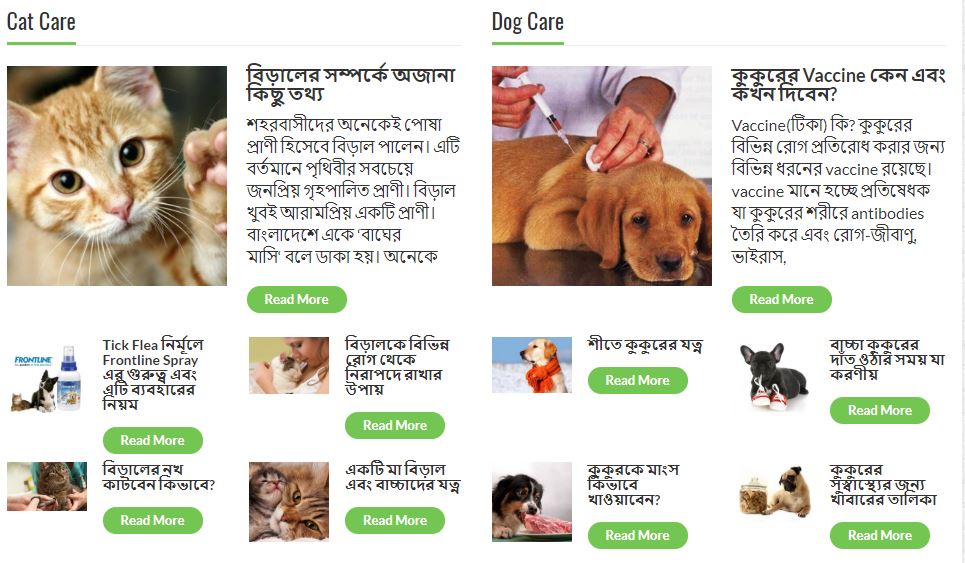 Cat Care
বিড়ালের সম্পর্কে অজানা
কিছু তথ্য
শহরবাসীদের অনেকেই পোষা
প্রাণী হিসেবে বিড়াল পালেন। এটি
বর্তমানে পৃথিবীর সবচেয়ে
জনপ্রিয় গৃহপালিত প্রাণী। বিড়াল
খুবই আরামপ্রিয় একটি প্রাণী।
বাংলাদেশে একে ‘বাঘের
মাসি’ বলে ডাকা হয়। অনেকে
Read More
FRONTLINE
Tick Flea নির্মূলে
Frontline Spray
এর গুরুত্ব এবং
এটি ব্যবহারের
নিয়ম
Read More
বিড়ালকে বিভিন্ন
রোগ থেকে
নিরাপদে রাখার
উপায়
Read More
বিড়ালের নখ
কাটবেন কিভাবে?
Read More
একটি মা বিড়াল
এবং বাচ্চাদের যত্ন
Read More
Dog Care
কুকুরের Vaccine কেন এবং
কখন দিবেন?
Vaccine(টিকা) কি? কুকুরের
বিভিন্ন রোগ প্রতিরোধ করার জন্য
বিভিন্ন ধরনের vaccine রয়েছে।
vaccine মানে হচ্ছে প্রতিষেধক
যা কুকুরের শরীরে antibodies
তৈরি করে এবং রোগ-জীবাণু,
ভাইরাস,
Read More
শীতে কুকুরের যত্ন
Read More
বাচ্চা কুকুরের
দাঁত ওঠার সময় যা
করণীয়
Read More
কুকুরকে মাংস
কিভাবে
খাওয়াবেন?
Read More
কুকুরের
সুস্বাস্থ্যের জন্য
খাবারের তালিকা
Read More